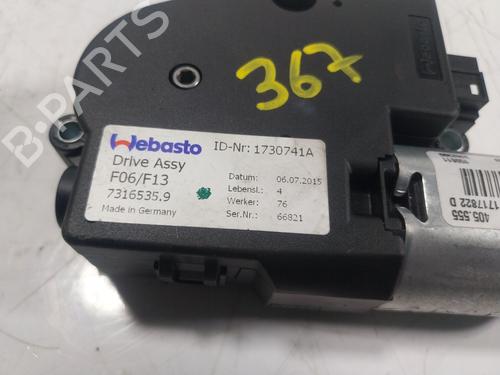 B-PARTS
367
Webasto
ID-Nr: 1730741A
Drive Assy
F06/F13
7316535.9
Made in Germany
Datum: 06.07.2015
Lebensl.: 4
Werker: 76
Ser.Nr.: 66821
405.555
1717822 D